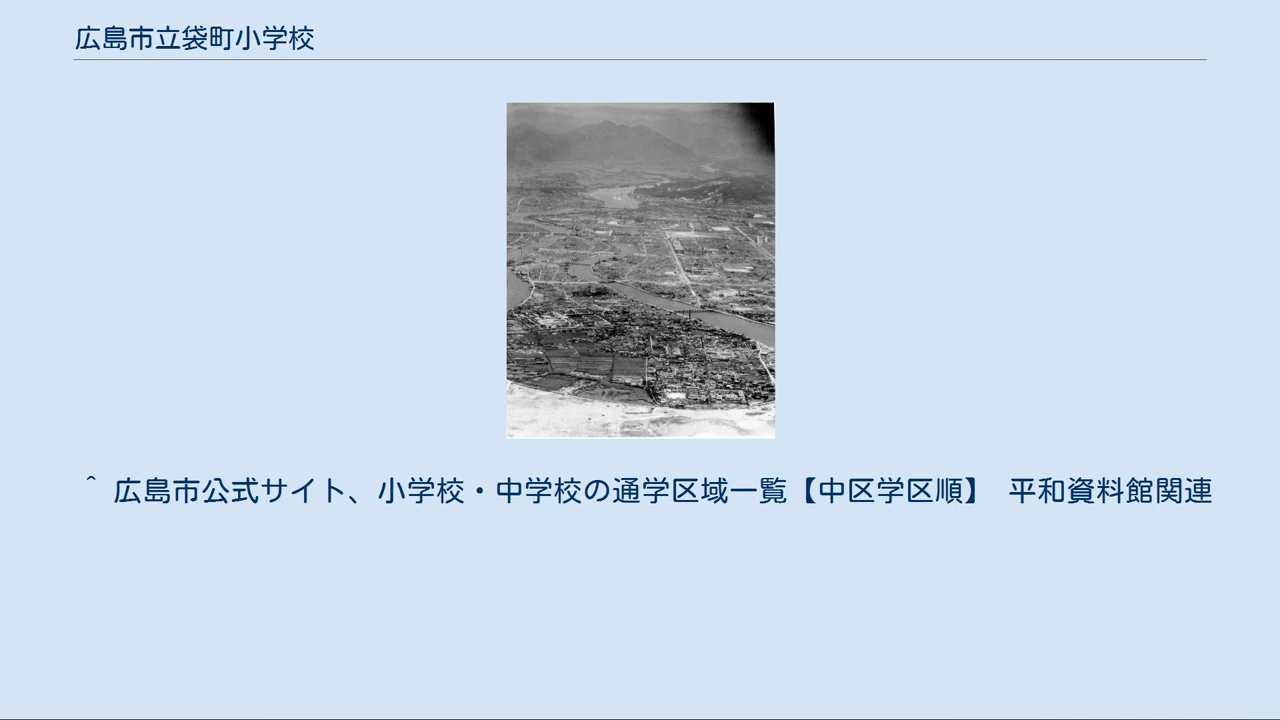 広島市立袋町小学校
^ 広島市公式サイト、小学校・中学校の通学区域一覧【中区学区順】 平和資料館関連